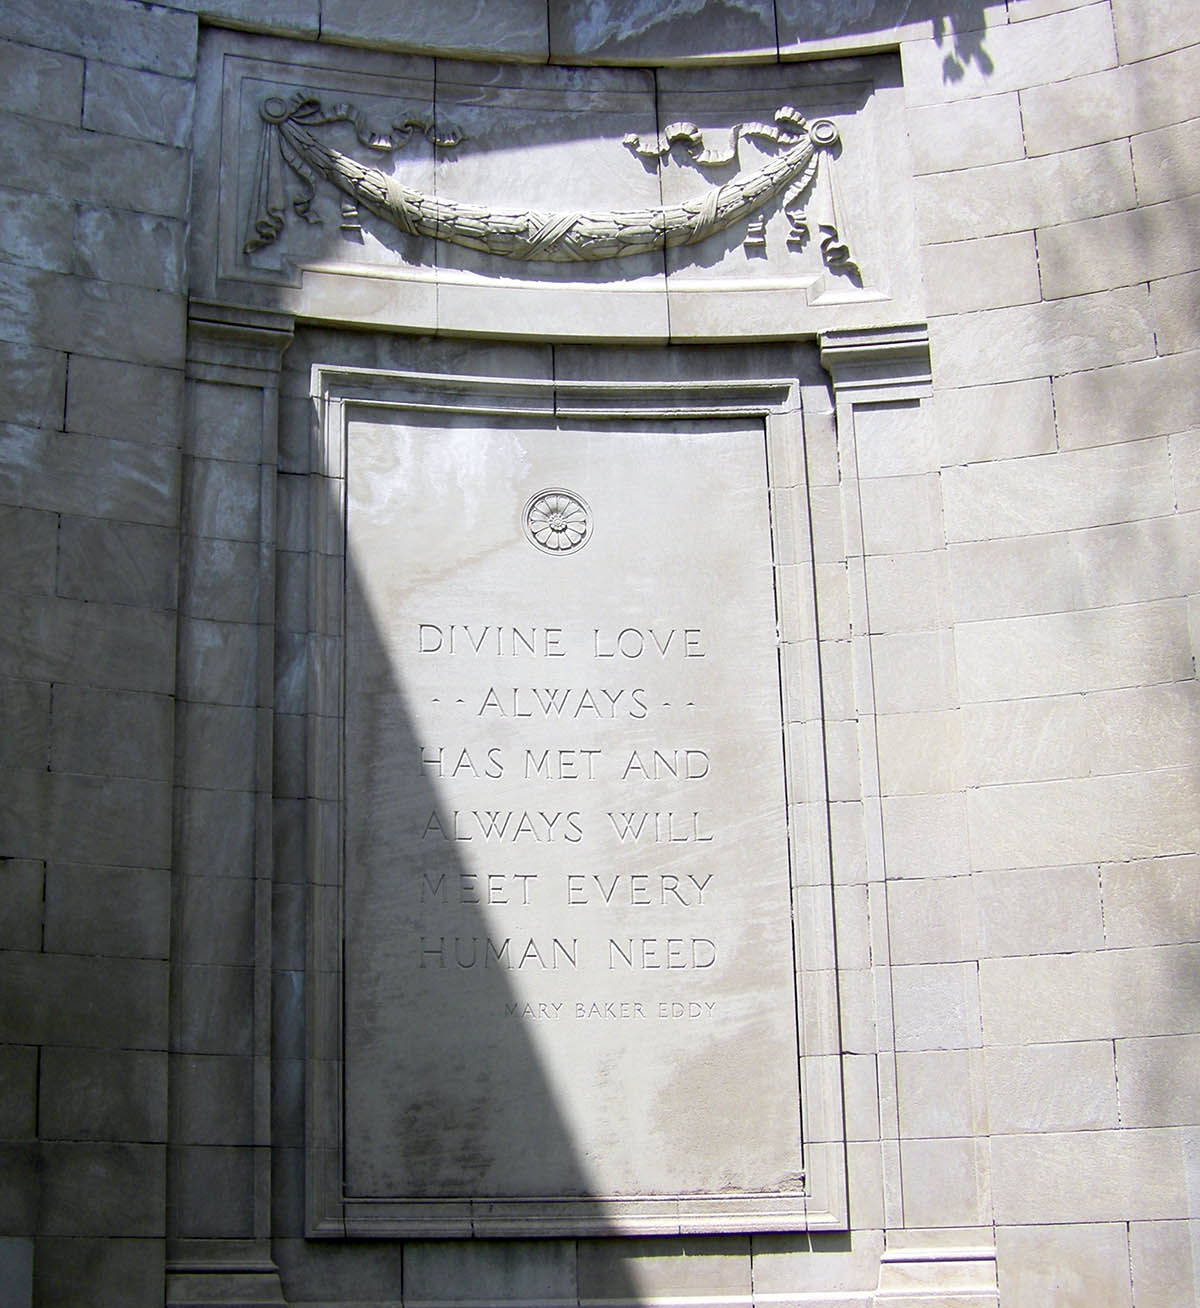 DIVINE LOVE
- - ALWAYS - -
HAS MET AND
ALWAYS WILL
MEET EVERY
HUMAN NEED
MARY BAKER EDDY